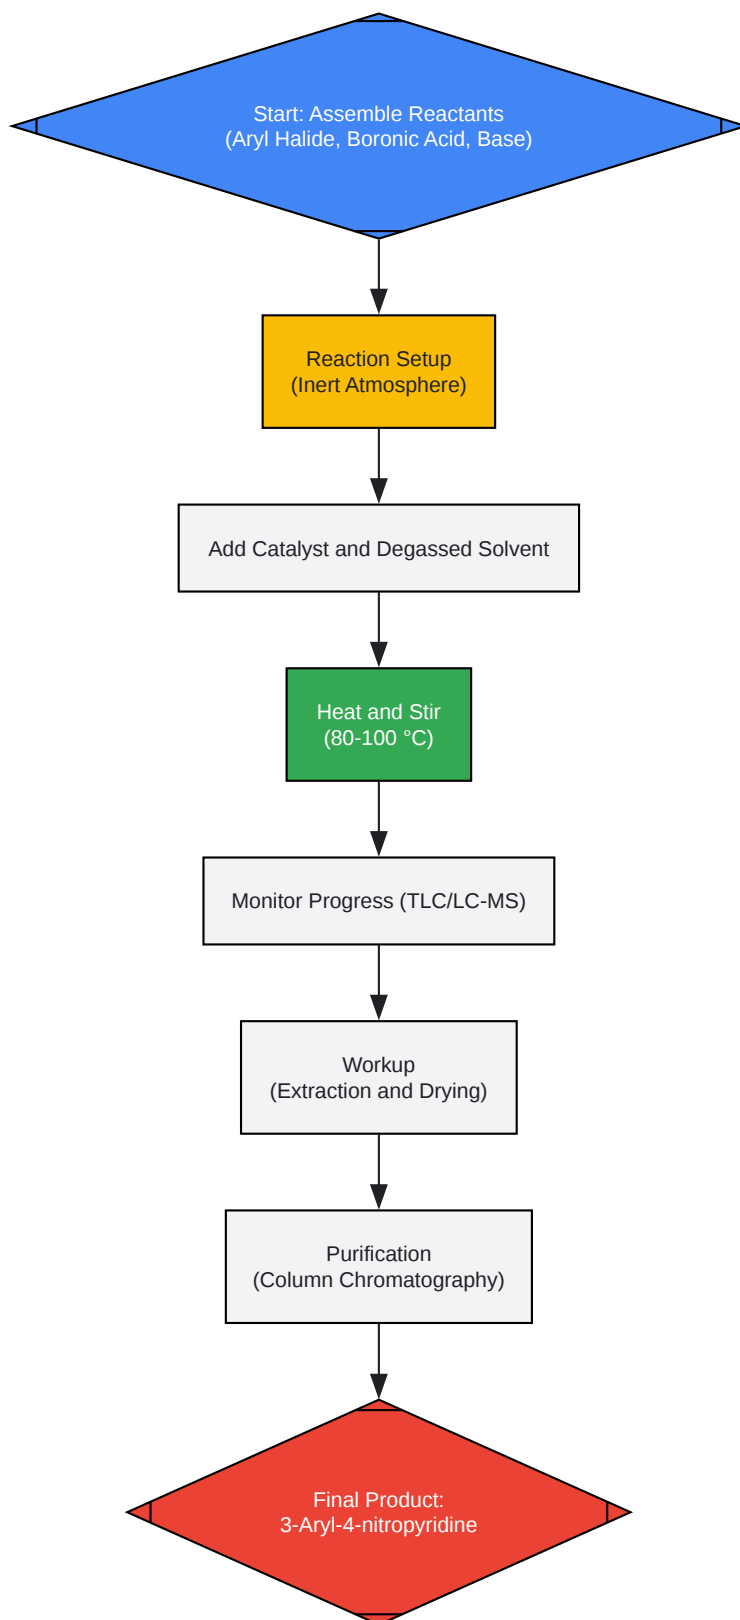 Start: Assemble Reactants
(Aryl Halide, Boronic Acid, Base)
Reaction Setup
(Inert Atmosphere)
Add Catalyst and Degassed Solvent
Heat and Stir
(80-100 °C)
Monitor Progress (TLC/LC-MS)
Workup
(Extraction and Drying)
Purification
(Column Chromatography)
Final Product:
3-Aryl-4-nitropyridine